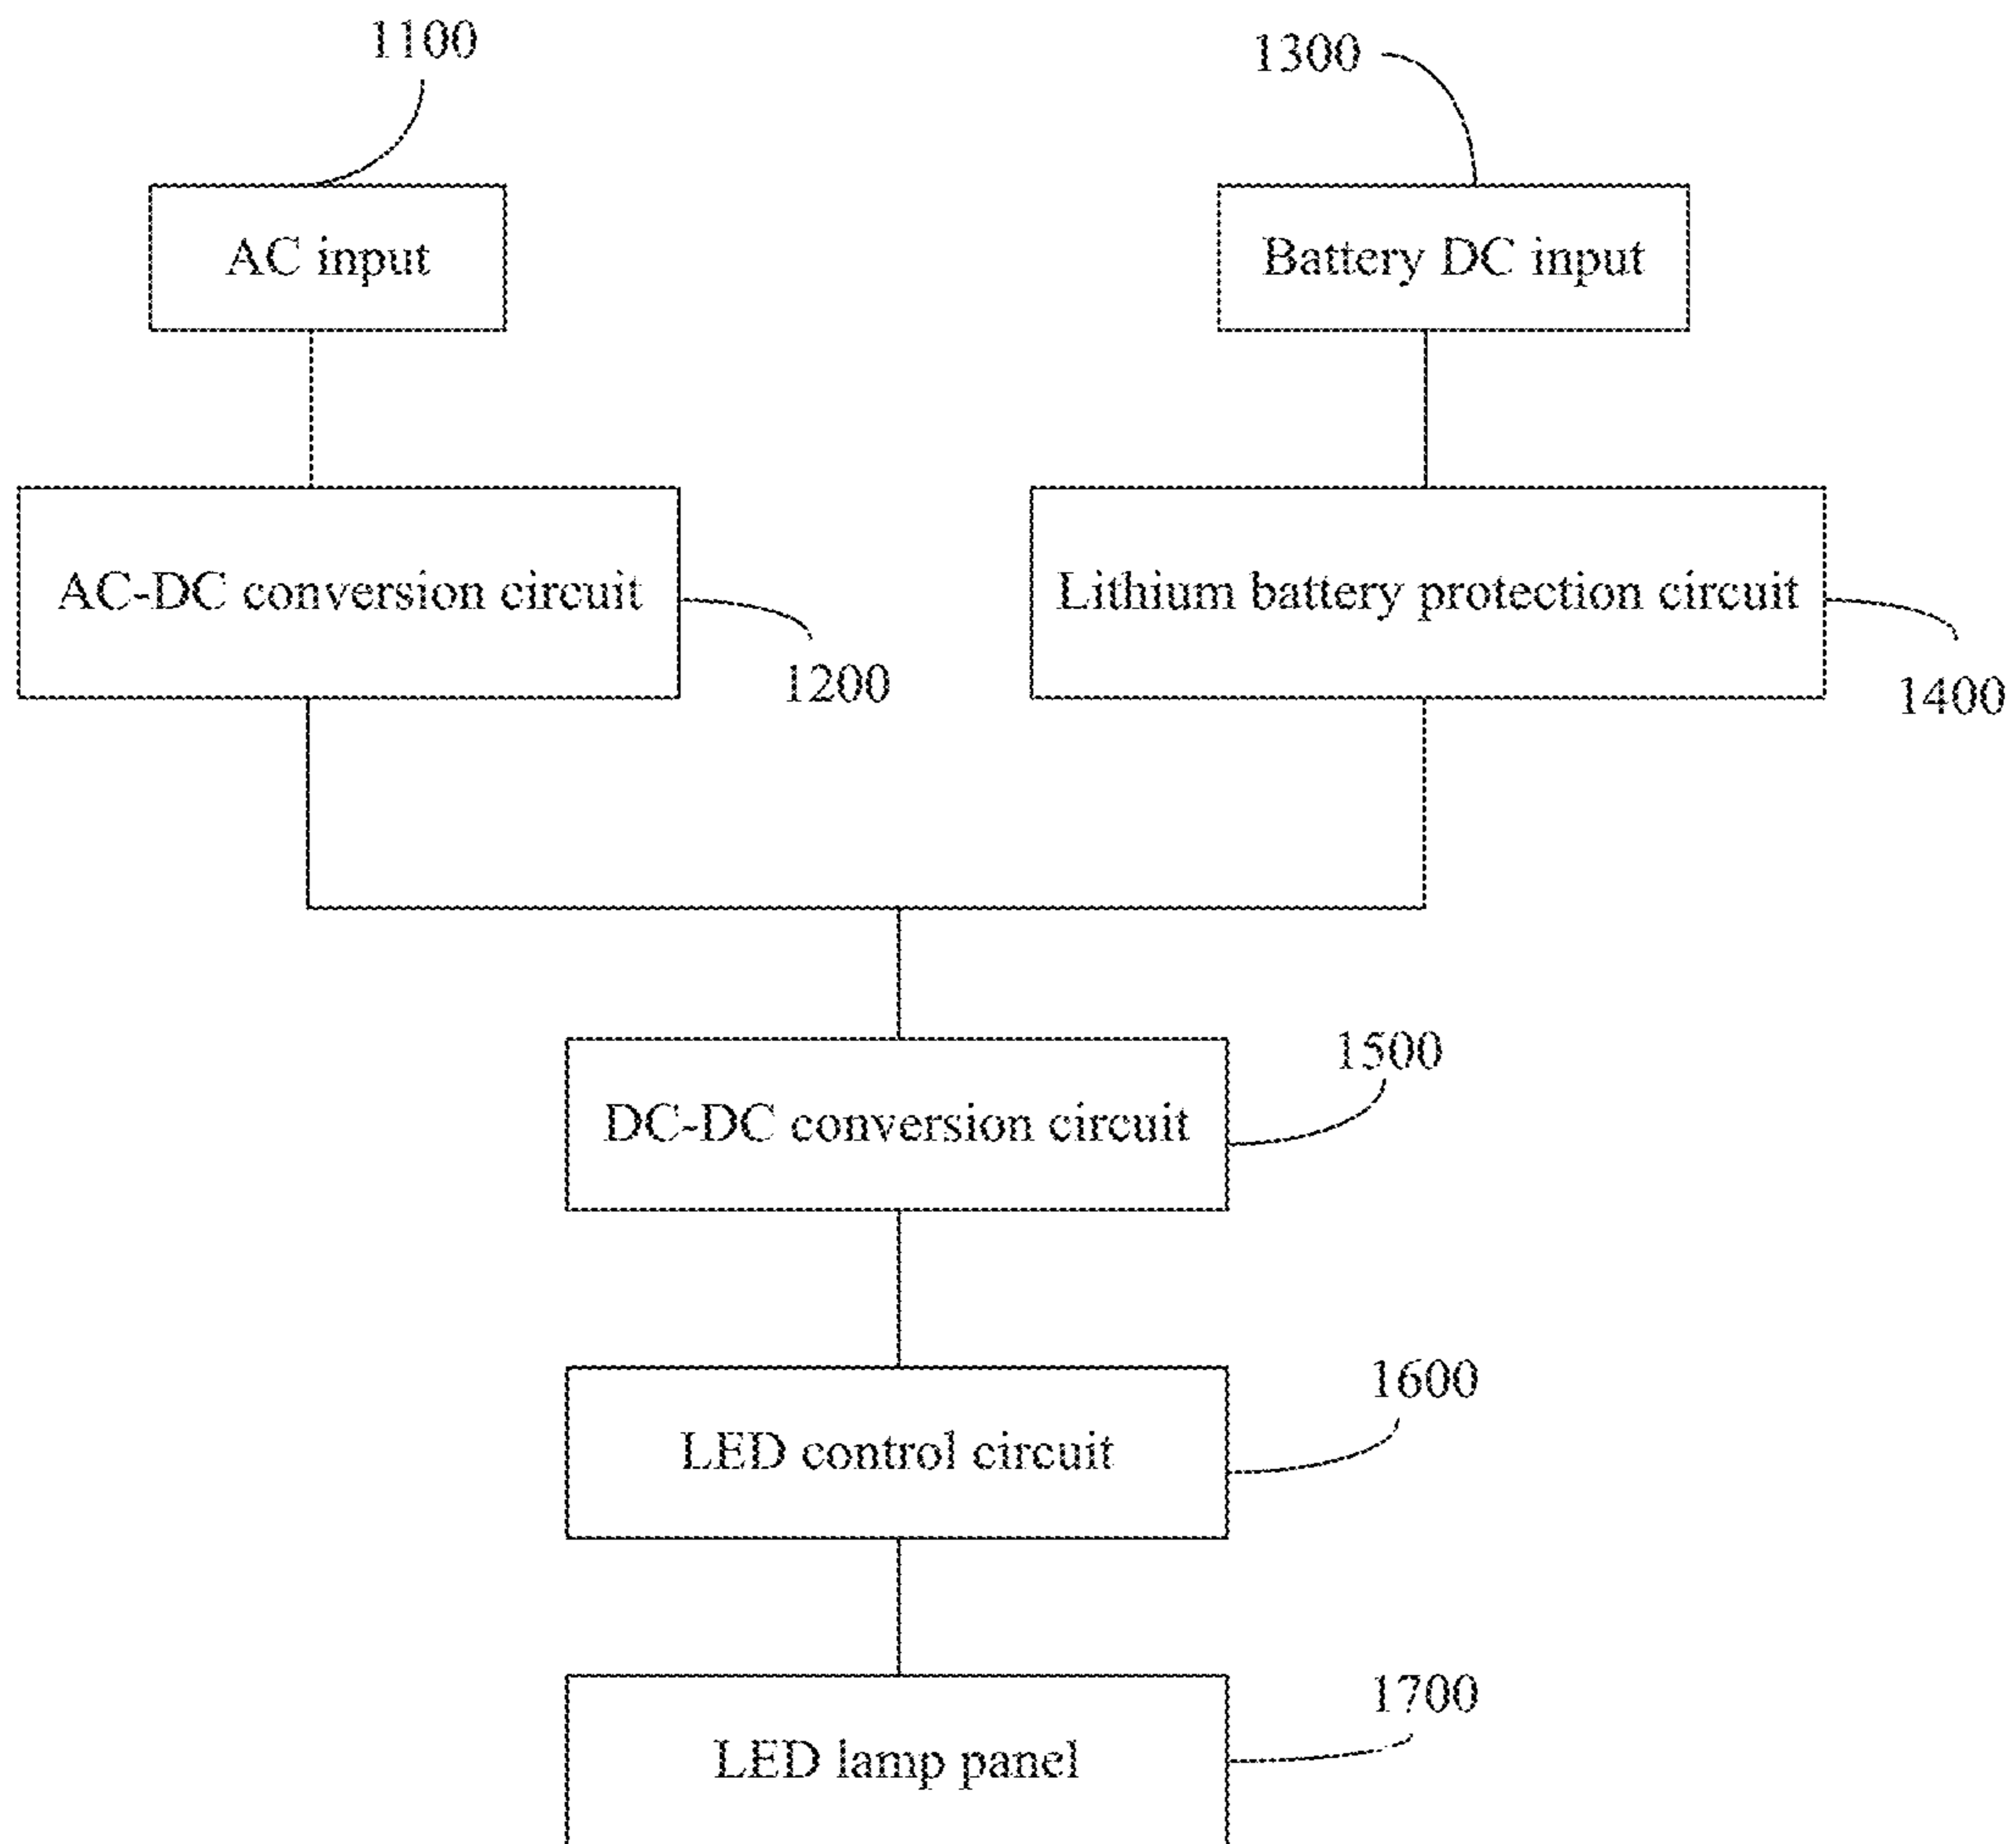 1100
1300
AC input
Battery DC input
AC-DC conversion circuit
Lithium battery protection circuit
1200
1400
1500
DC-DC conversion circuit
1600
LED control circuit
1700
LED lamp panel